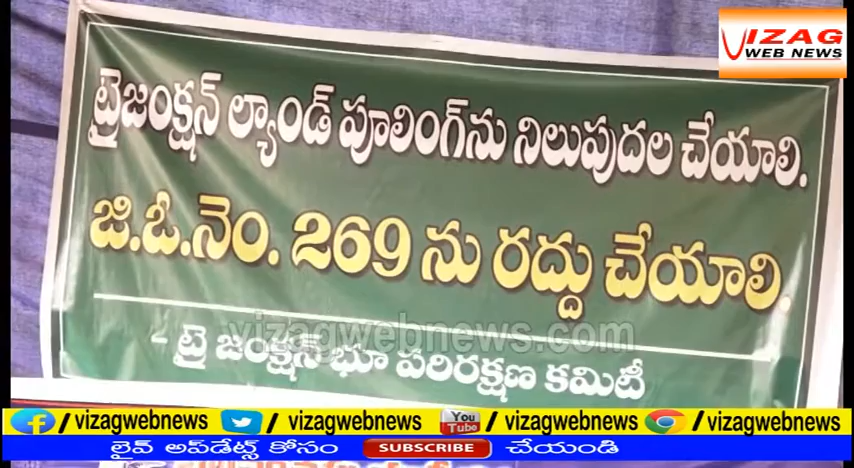 VIZAG
WEB NEWS
ట్రైజంక్షన్ ల్యాండ్ పూలింగ్‌ను నిలుపుదల చేయాలి.
జి.ఓ.నెం. 269 ను రద్దు చేయాలి.
vizagwebnews.com
- ట్రై జంక్షన్ భూ పరిరక్షణ కమిటీ
/vizagwebnews /vizagwebnews You Tube /vizagwebnews /vizagwebnews
లైవ్ అప్‌డేట్స్ కోసం SUBSCRIBE చేయండి